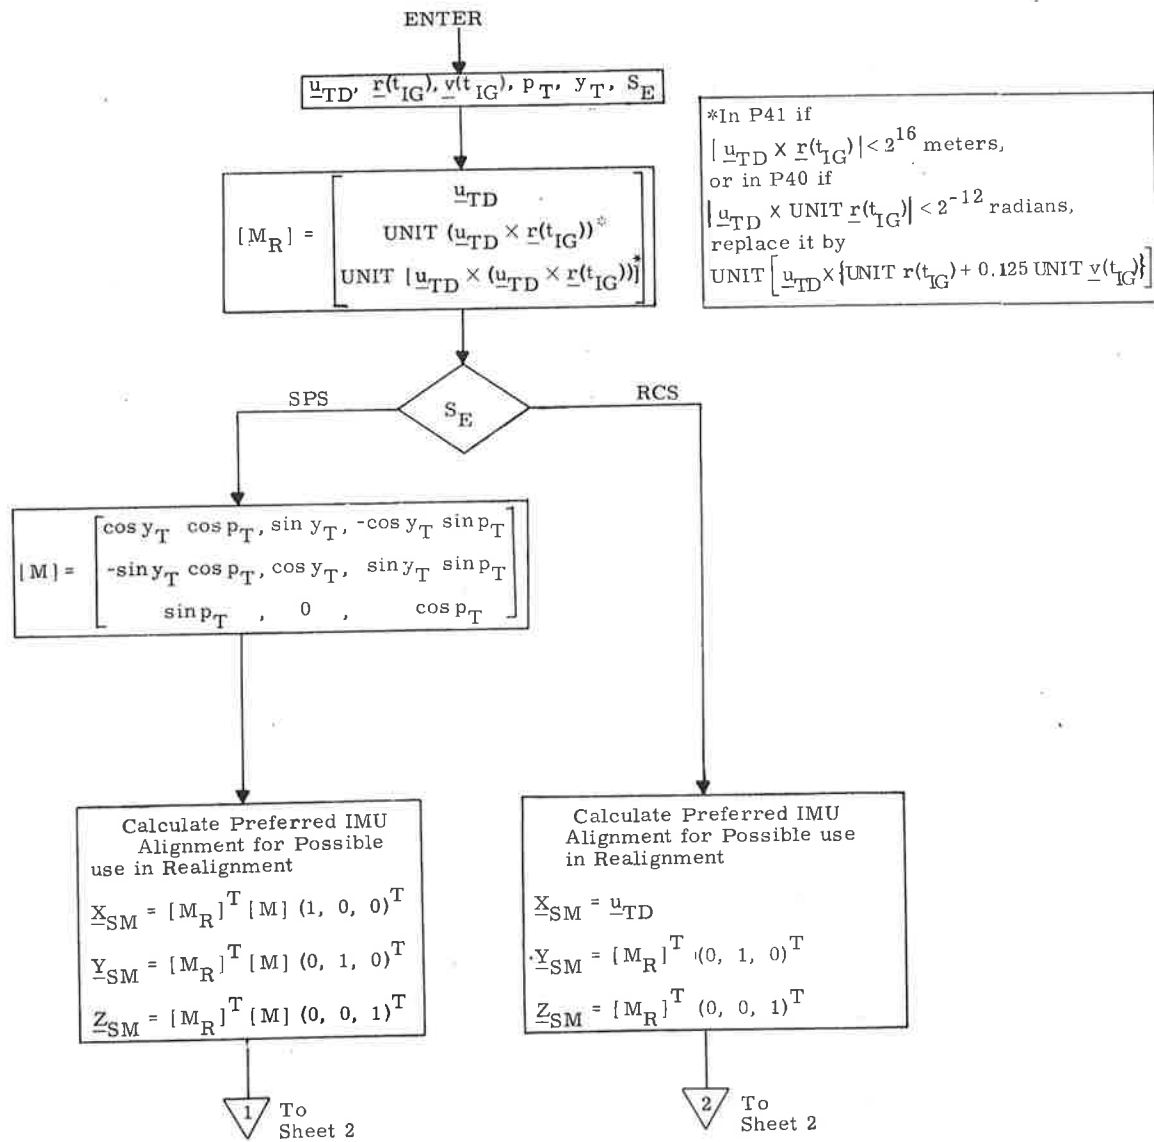 ENTER
u_TD, r(t_IG), v(t_IG), p_T, y_T, S_E
*In P41 if
| u_TD × r(t_IG) | < 2^16 meters,
or in P40 if
| u_TD × UNIT r(t_IG) | < 2^-12 radians,
replace it by
UNIT [ u_TD × { UNIT r(t_IG) + 0.125 UNIT v(t_IG) } ]
[M_R] =
u_TD
UNIT (u_TD × r(t_IG))*
UNIT [u_TD × (u_TD × r(t_IG))]*
SPS
S_E
RCS
[M] =
cos y_T cos p_T, sin y_T, -cos y_T sin p_T
-sin y_T cos p_T, cos y_T, sin y_T sin p_T
sin p_T , 0 , cos p_T
Calculate Preferred IMU
Alignment for Possible
use in Realignment
X_SM = [M_R]^T [M] (1, 0, 0)^T
Y_SM = [M_R]^T [M] (0, 1, 0)^T
Z_SM = [M_R]^T [M] (0, 0, 1)^T
Calculate Preferred IMU
Alignment for Possible use
in Realignment
X_SM = u_TD
Y_SM = [M_R]^T (0, 1, 0)^T
Z_SM = [M_R]^T (0, 0, 1)^T
1 To
Sheet 2
2 To
Sheet 2